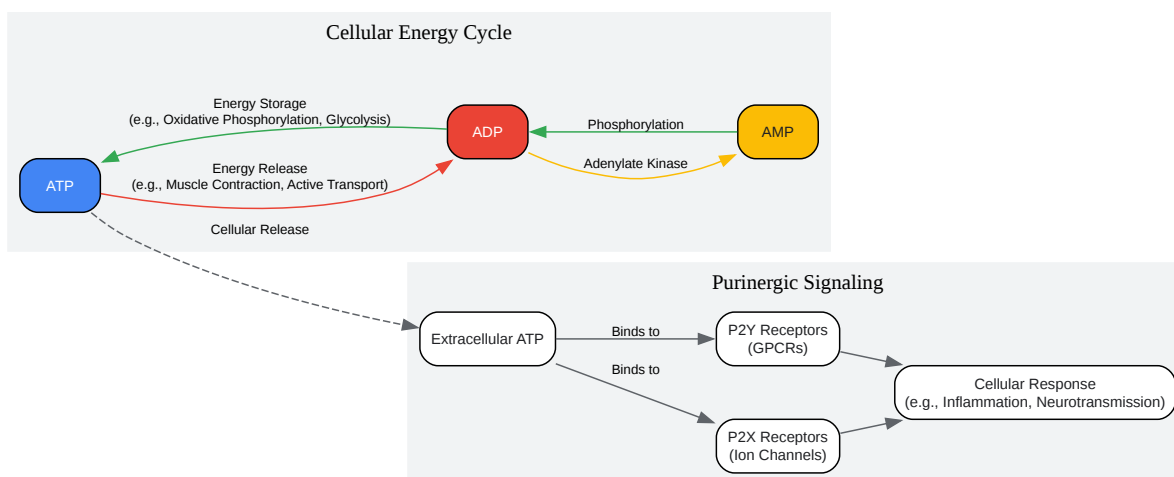 Cellular Energy Cycle
Energy Storage
(e.g., Oxidative Phosphorylation, Glycolysis)
ADP
Phosphorylation
AMP
Adenylate Kinase
ATP
Energy Release
(e.g., Muscle Contraction, Active Transport)
Cellular Release
Purinergic Signaling
Extracellular ATP
Binds to
P2Y Receptors
(GPCRs)
Binds to
Cellular Response
(e.g., Inflammation, Neurotransmission)
P2X Receptors
(Ion Channels)